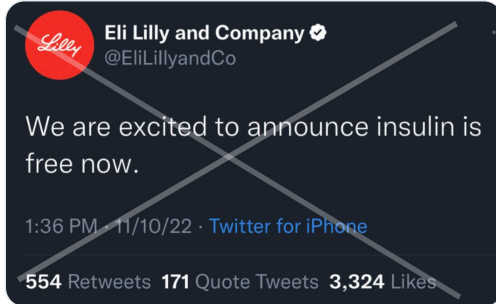 Lilly
Eli Lilly and Company
@EliLillyandCo
We are excited to announce insulin is
free now.
1:36 PM · 11/10/22 · Twitter for iPhone
554 Retweets 171 Quote Tweets 3,324 Likes